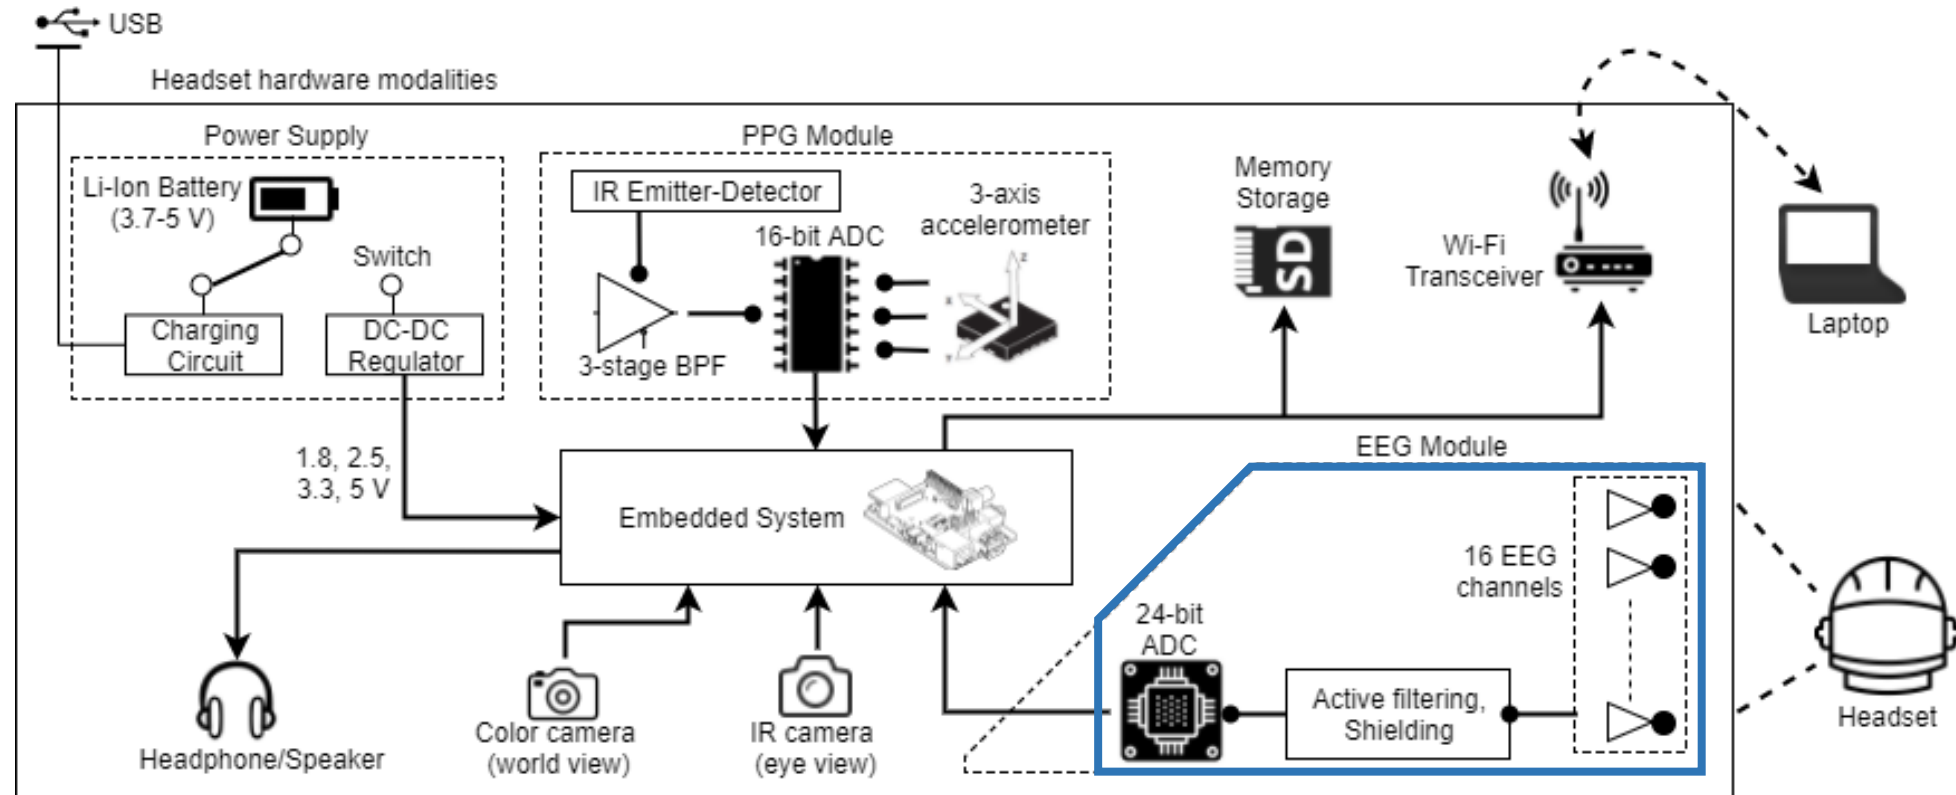 USB
Headset hardware modalities
Power Supply
Li-Ion Battery
(3.7-5 V)
Switch
Charging
Circuit
DC-DC
Regulator
1.8, 2.5,
3.3, 5 V
PPG Module
IR Emitter-Detector
16-bit ADC
3-axis
accelerometer
Z
X
Y
3-stage BPF
Memory
Storage
SD
Wi-Fi
Transceiver
Laptop
Embedded System
EEG Module
16 EEG
channels
24-bit
ADC
Active filtering,
Shielding
Headset
Headphone/Speaker
Color camera
(world view)
IR camera
(eye view)